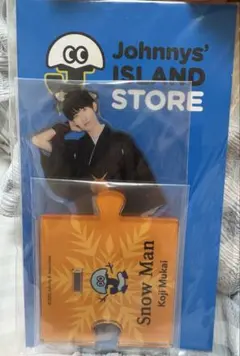 Johnnys'
ISLAND
STORE
Snow Man
Koji Mukai